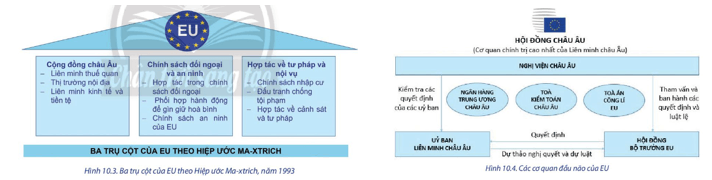 EU
Cộng đồng châu Âu
– Liên minh thuế quan
– Thị trường nội địa
– Liên minh kinh tế và
tiền tệ
Chính sách đối ngoại
và an ninh
– Hợp tác trong chính
sách đối ngoại
– Phối hợp hành động
để gìn giữ hoà bình
– Chính sách an ninh
của EU
Hợp tác về tư pháp và
nội vụ
– Chính sách nhập cư
– Đấu tranh chống
tội phạm
– Hợp tác về cảnh sát
và tư pháp
BA TRỤ CỘT CỦA EU THEO HIỆP ƯỚC MA-XTRICH
Hình 10.3. Ba trụ cột của EU theo Hiệp ước Ma-xtrich, năm 1993
HỘI ĐỒNG CHÂU ÂU
(Cơ quan chính trị cao nhất của Liên minh châu Âu)
NGHỊ VIỆN CHÂU ÂU
Kiểm tra các
quyết định
của các uỷ ban
NGÂN HÀNG
TRUNG ƯƠNG
CHÂU ÂU
TOÀ
KIỂM TOÁN
CHÂU ÂU
TOÀ ÁN
CÔNG LÍ
EU
Tham vấn và
ban hành các
quyết định và
luật lệ
UỶ BAN
LIÊN MINH CHÂU ÂU
Quyết định
Dự thảo nghị quyết và dự luật
HỘI ĐỒNG
BỘ TRƯỞNG EU
Hình 10.4. Các cơ quan đầu não của EU